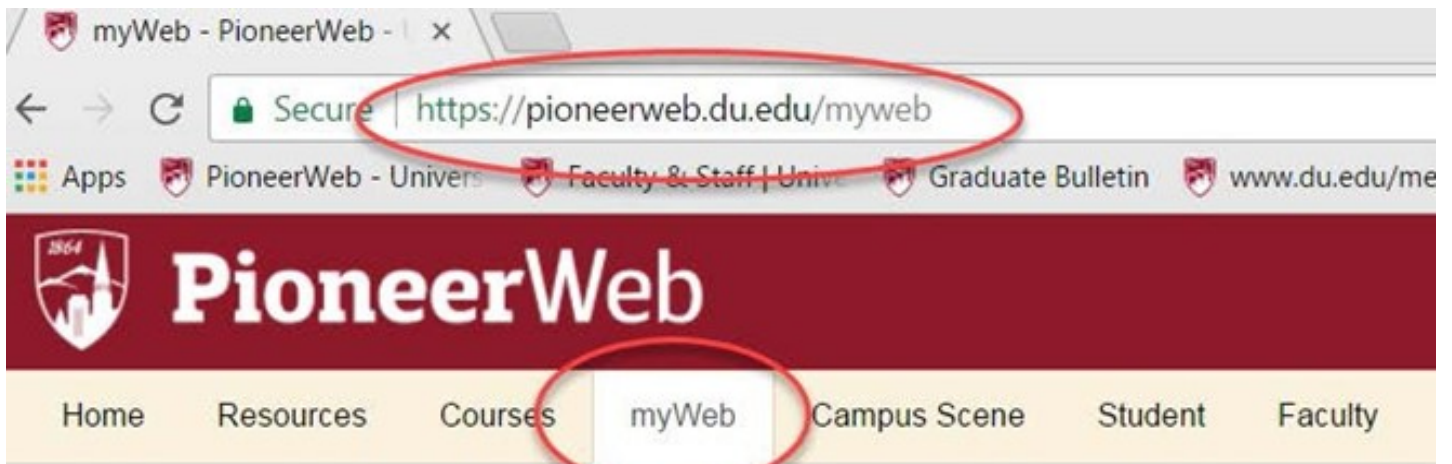 myWeb - PioneerWeb -
Secure | https://pioneerweb.du.edu/myweb
Apps PioneerWeb - Univers Faculty & Staff | Unive Graduate Bulletin www.du.edu/me
1864
PioneerWeb
Home Resources Courses myWeb Campus Scene Student Faculty